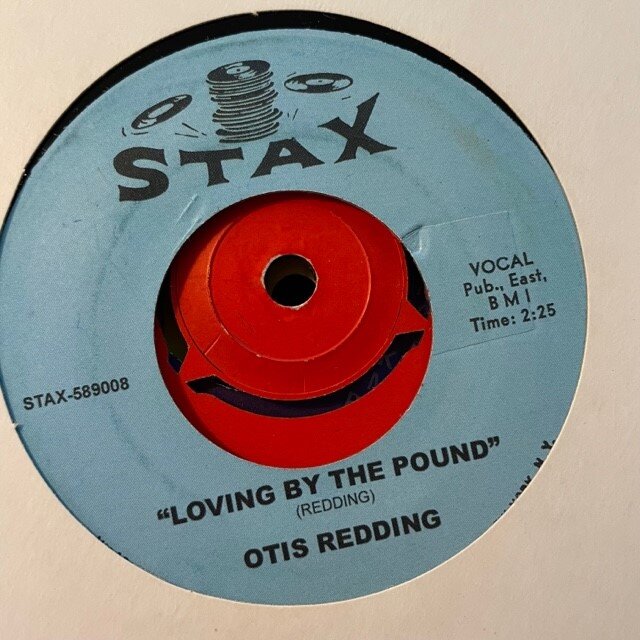 STAX
VOCAL
Pub., East,
B M I
Time: 2:25
STAX-589008
"LOVING BY THE POUND"
(REDDING)
OTIS REDDING